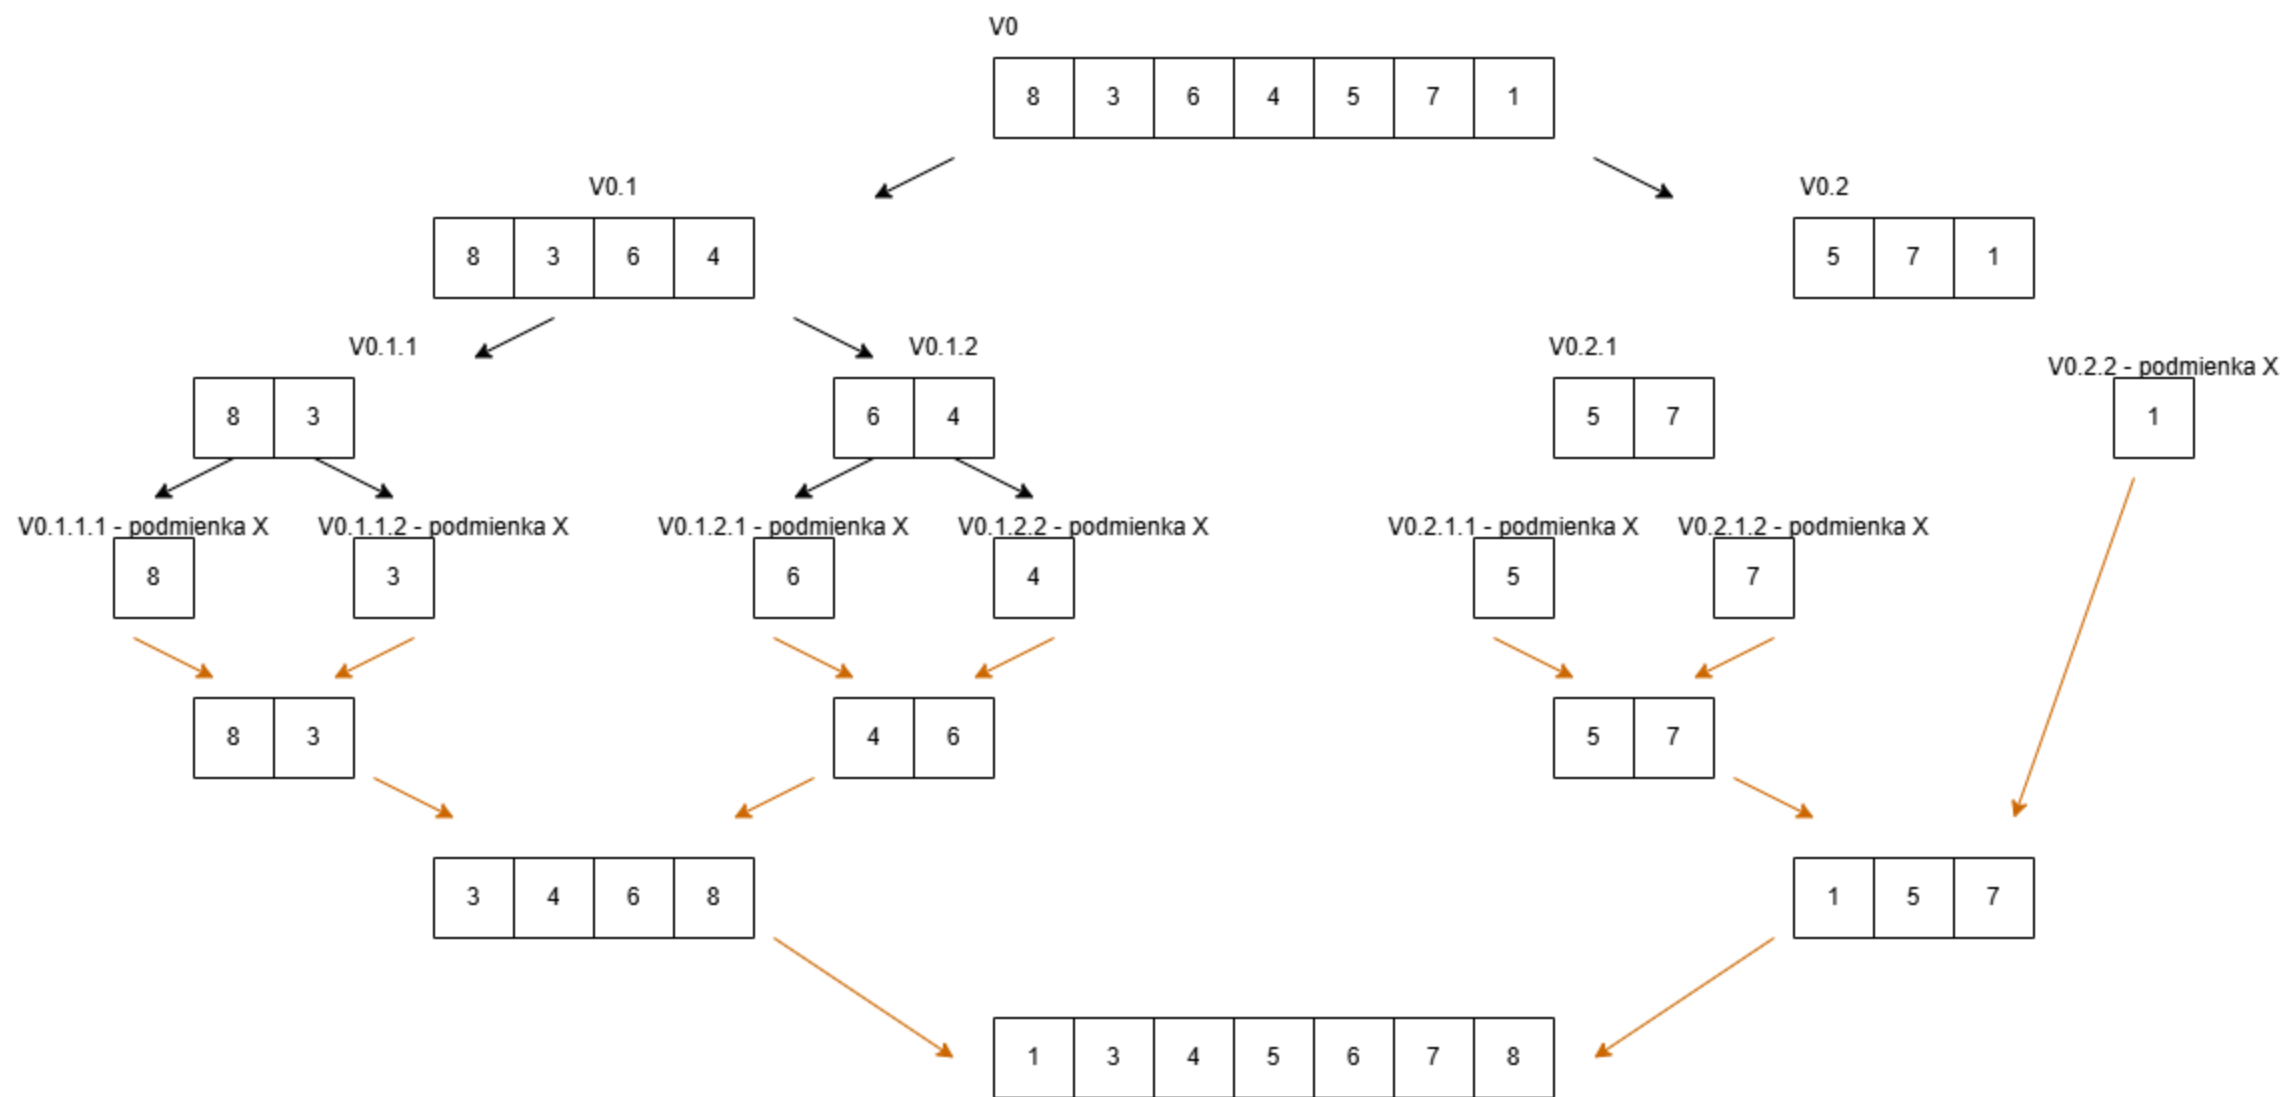 V0
8 3 6 4 5 7 1
V0.1
V0.2
8 3 6 4
5 7 1
V0.1.1
V0.1.2
V0.2.1
V0.2.2 - podmienka X
8 3
6 4
5 7
1
V0.1.1.1 - podmienka X
V0.1.1.2 - podmienka X
V0.1.2.1 - podmienka X
V0.1.2.2 - podmienka X
V0.2.1.1 - podmienka X
V0.2.1.2 - podmienka X
8
3
6
4
5
7
8 3
4 6
5 7
3 4 6 8
1 5 7
1 3 4 5 6 7 8